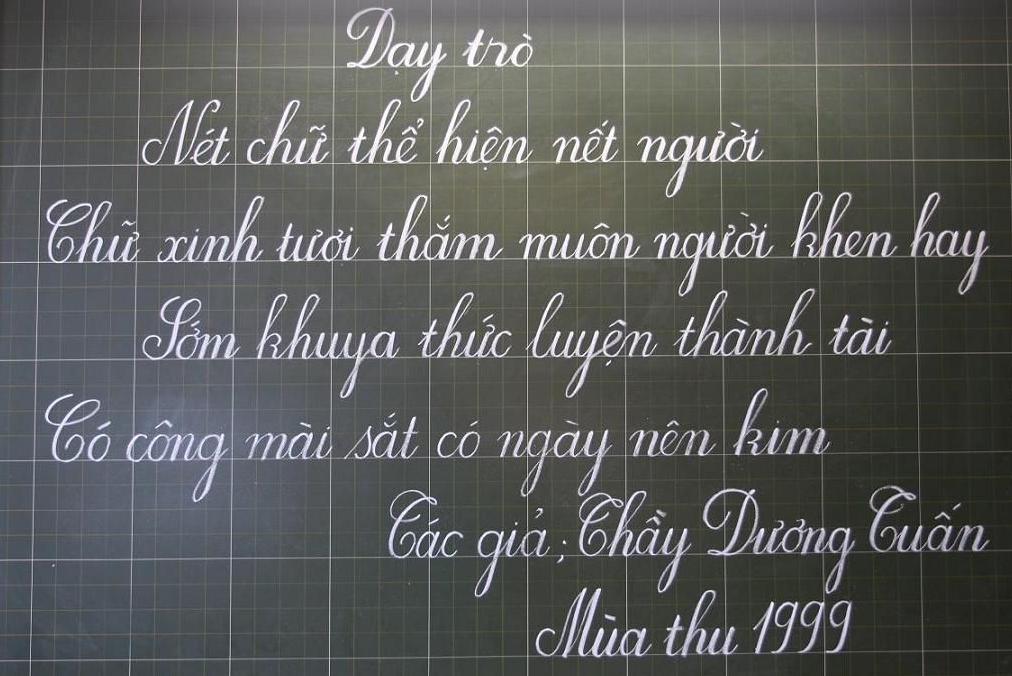 Dạy trò
Nét chữ thể hiện nết người
Chữ xinh tươi thắm muôn người khen hay
Sớm khuya thức luyện thành tài
Có công mài sắt có ngày nên kim
Tác giả; Thầy Dương Tuấn
Mùa thu 1999